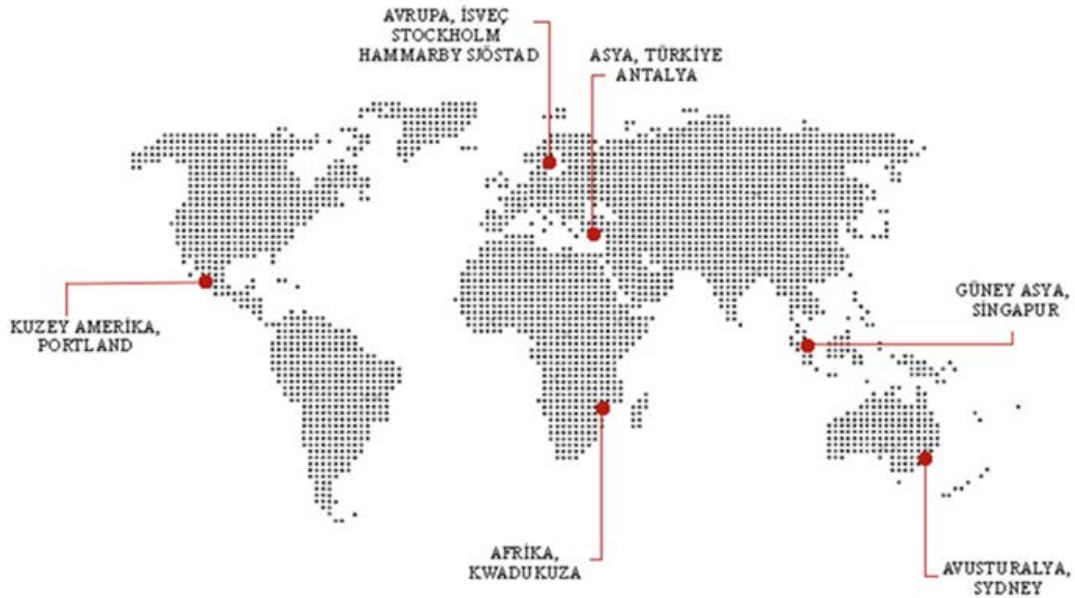 AVRUPA, İSVEÇ
STOCKHOLM
HAMMARBY SJÖSTAD
ASYA, TÜRKİYE
ANTALYA
GÜNEY ASYA,
SİNGAPUR
KUZEY AMERİKA,
PORTLAND
AFRİKA,
KWADUKUZA
AVUSTURALYA,
SYDNEY